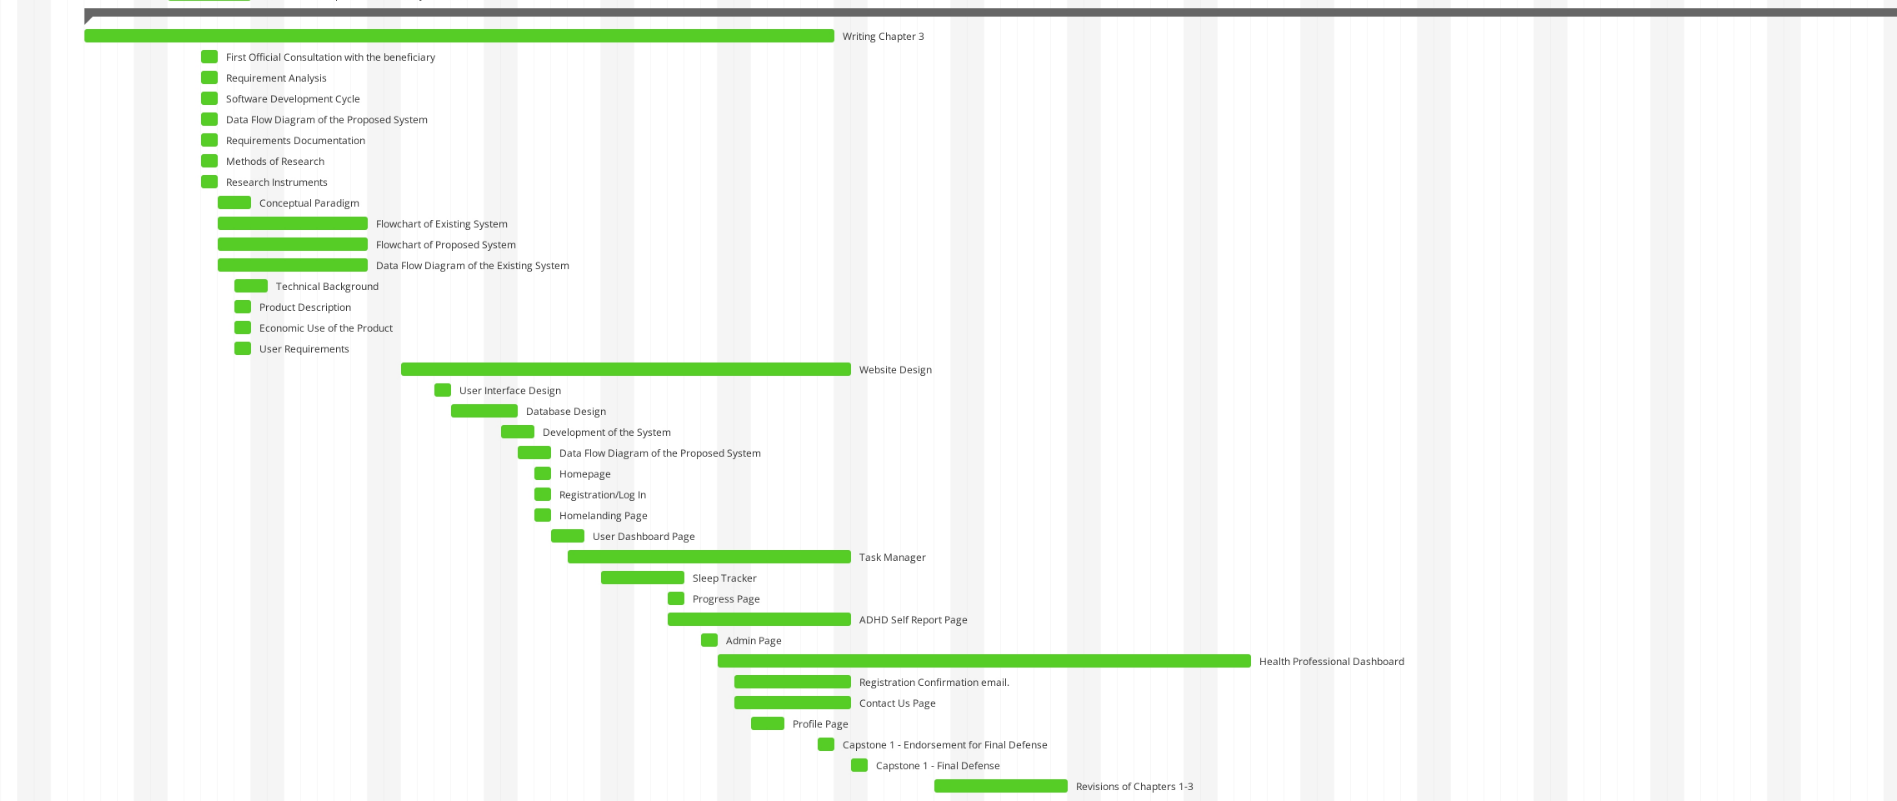 Writing Chapter 3
First Official Consultation with the beneficiary
Requirement Analysis
Software Development Cycle
Data Flow Diagram of the Proposed System
Requirements Documentation
Methods of Research
Research Instruments
Conceptual Paradigm
Flowchart of Existing System
Flowchart of Proposed System
Data Flow Diagram of the Existing System
Technical Background
Product Description
Economic Use of the Product
User Requirements
Website Design
User Interface Design
Database Design
Development of the System
Data Flow Diagram of the Proposed System
Homepage
Registration/Log In
Homelanding Page
User Dashboard Page
Task Manager
Sleep Tracker
Progress Page
ADHD Self Report Page
Admin Page
Health Professional Dashboard
Registration Confirmation email.
Contact Us Page
Profile Page
Capstone 1 - Endorsement for Final Defense
Capstone 1 - Final Defense
Revisions of Chapters 1-3